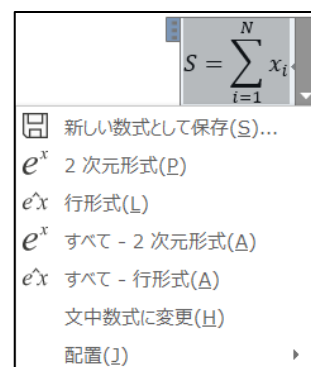 S = \sum_{i=1}^{N} x_i
新しい数式として保存(S)...
e^x 2 次元形式(P)
e^x 行形式(L)
e^x すべて - 2 次元形式(A)
e^x すべて - 行形式(A)
文中数式に変更(H)
配置(J)